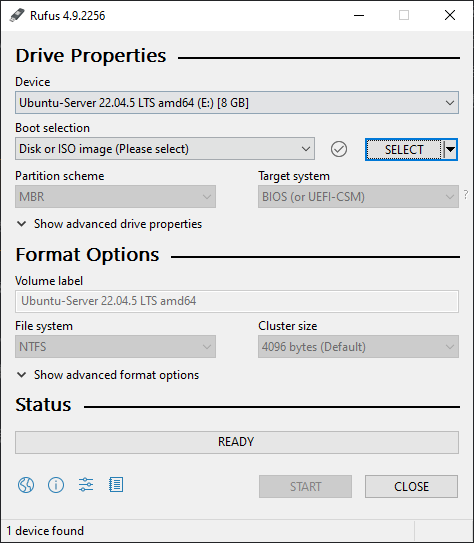 Rufus 4.9.2256
Drive Properties
Device
Ubuntu-Server 22.04.5 LTS amd64 (E:) [8 GB]
Boot selection
Disk or ISO image (Please select)
SELECT
Partition scheme
Target system
MBR
BIOS (or UEFI-CSM)
?
Show advanced drive properties
Format Options
Volume label
Ubuntu-Server 22.04.5 LTS amd64
File system
Cluster size
NTFS
4096 bytes (Default)
Show advanced format options
Status
READY
START
CLOSE
1 device found